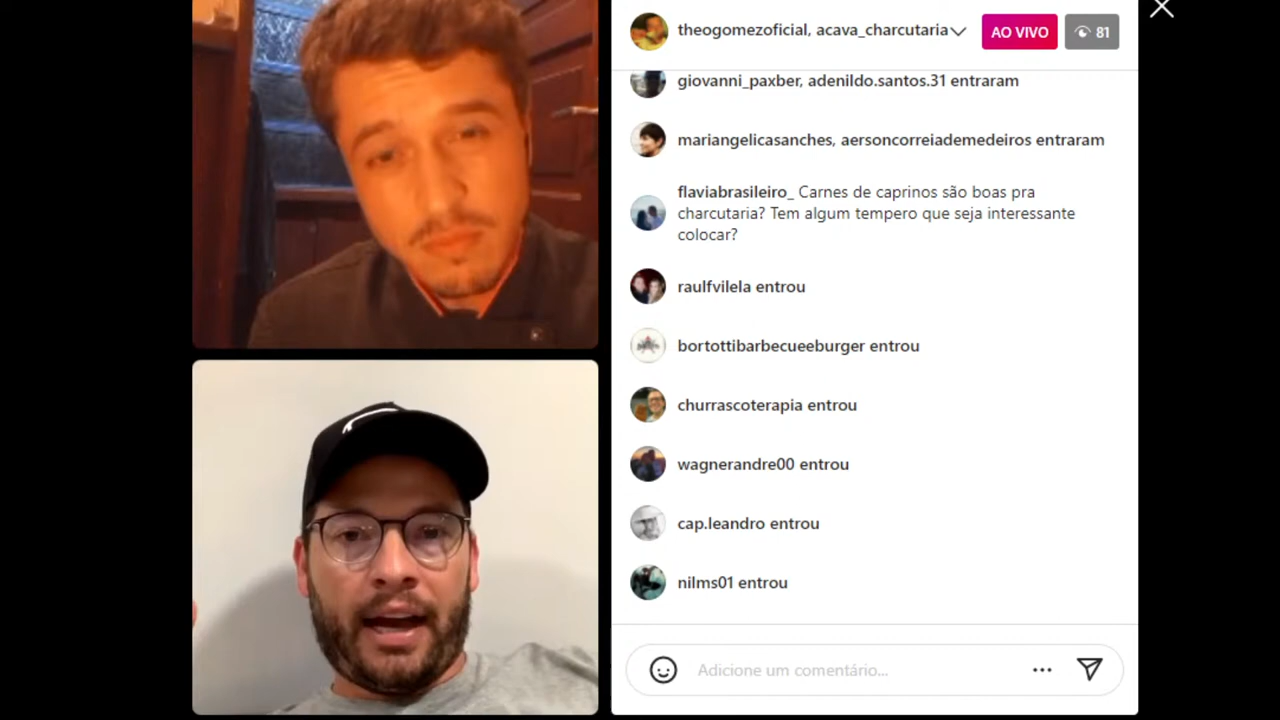 theogomezoficial, acava_charcutaria
AO VIVO
81
giovanni_paxber, adenildo.santos.31 entraram
mariangelicasanches, aersoncorreiademedeiros entraram
flaviabrasileiro_ Carnes de caprinos são boas pra
charcutaria? Tem algum tempero que seja interessante
colocar?
raulfvilela entrou
bortottibarbecueeburger entrou
churrascoterapia entrou
wagnerandre00 entrou
cap.leandro entrou
nilms01 entrou
Adicione um comentário...